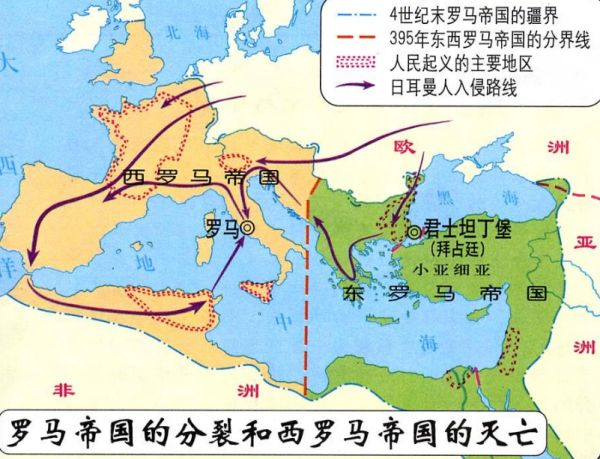 4世纪末罗马帝国的疆界
395年东西罗马帝国的分界线
人民起义的主要地区
日耳曼人入侵路线
北海
大西洋
欧洲
亚洲
非洲
黑海
地中海
西罗马帝国
罗马
君士坦丁堡
(拜占廷)
小亚细亚
东罗马帝国
罗马帝国的分裂和西罗马帝国的灭亡